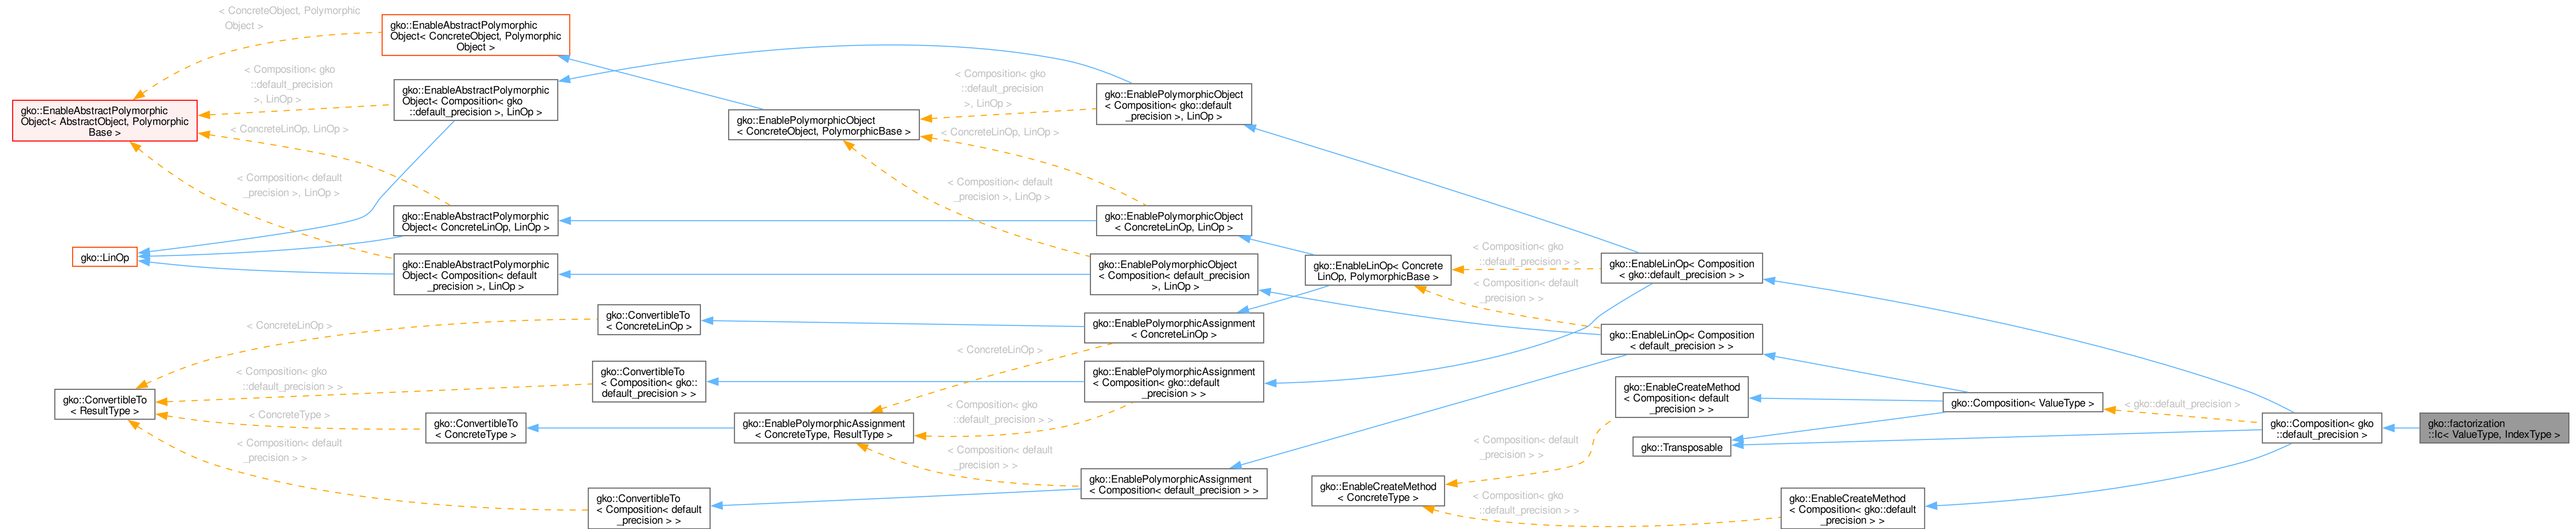 gko::EnableAbstractPolymorphic
Object< AbstractObject, Polymorphic
Base >
gko::LinOp
gko::ConvertibleTo
< ResultType >
< ConcreteObject, Polymorphic
Object >
< Composition< gko
::default_precision
>, LinOp >
< ConcreteLinOp, LinOp >
< Composition< default
_precision >, LinOp >
< ConcreteLinOp >
< Composition< gko
::default_precision > >
< ConcreteType >
< Composition< default
_precision > >
gko::EnableAbstractPolymorphic
Object< ConcreteObject, Polymorphic
Object >
gko::EnableAbstractPolymorphic
Object< Composition< gko
::default_precision >, LinOp >
gko::EnableAbstractPolymorphic
Object< ConcreteLinOp, LinOp >
gko::EnableAbstractPolymorphic
Object< Composition< default
_precision >, LinOp >
gko::ConvertibleTo
< ConcreteLinOp >
gko::ConvertibleTo
< Composition< gko::
default_precision > >
gko::ConvertibleTo
< ConcreteType >
gko::ConvertibleTo
< Composition< default
_precision > >
gko::EnablePolymorphicObject
< ConcreteObject, PolymorphicBase >
gko::EnablePolymorphicAssignment
< ConcreteType, ResultType >
< Composition< gko
::default_precision
>, LinOp >
< ConcreteLinOp, LinOp >
< Composition< default
_precision >, LinOp >
< ConcreteLinOp >
< Composition< gko
::default_precision > >
< Composition< default
_precision > >
gko::EnablePolymorphicObject
< Composition< gko::default
_precision >, LinOp >
gko::EnablePolymorphicObject
< ConcreteLinOp, LinOp >
gko::EnablePolymorphicObject
< Composition< default_precision
>, LinOp >
gko::EnablePolymorphicAssignment
< ConcreteLinOp >
gko::EnablePolymorphicAssignment
< Composition< gko::default
_precision > >
gko::EnablePolymorphicAssignment
< Composition< default_precision > >
gko::EnableLinOp< Concrete
LinOp, PolymorphicBase >
gko::EnableCreateMethod
< ConcreteType >
< Composition< gko
::default_precision > >
< Composition< default
_precision > >
< Composition< default
_precision > >
< Composition< gko
::default_precision > >
gko::EnableLinOp< Composition
< gko::default_precision > >
gko::EnableLinOp< Composition
< default_precision > >
gko::EnableCreateMethod
< Composition< default
_precision > >
gko::Transposable
gko::EnableCreateMethod
< Composition< gko::default
_precision > >
gko::Composition< ValueType >
< gko::default_precision >
gko::Composition< gko
::default_precision >
gko::factorization
::Ic< ValueType, IndexType >